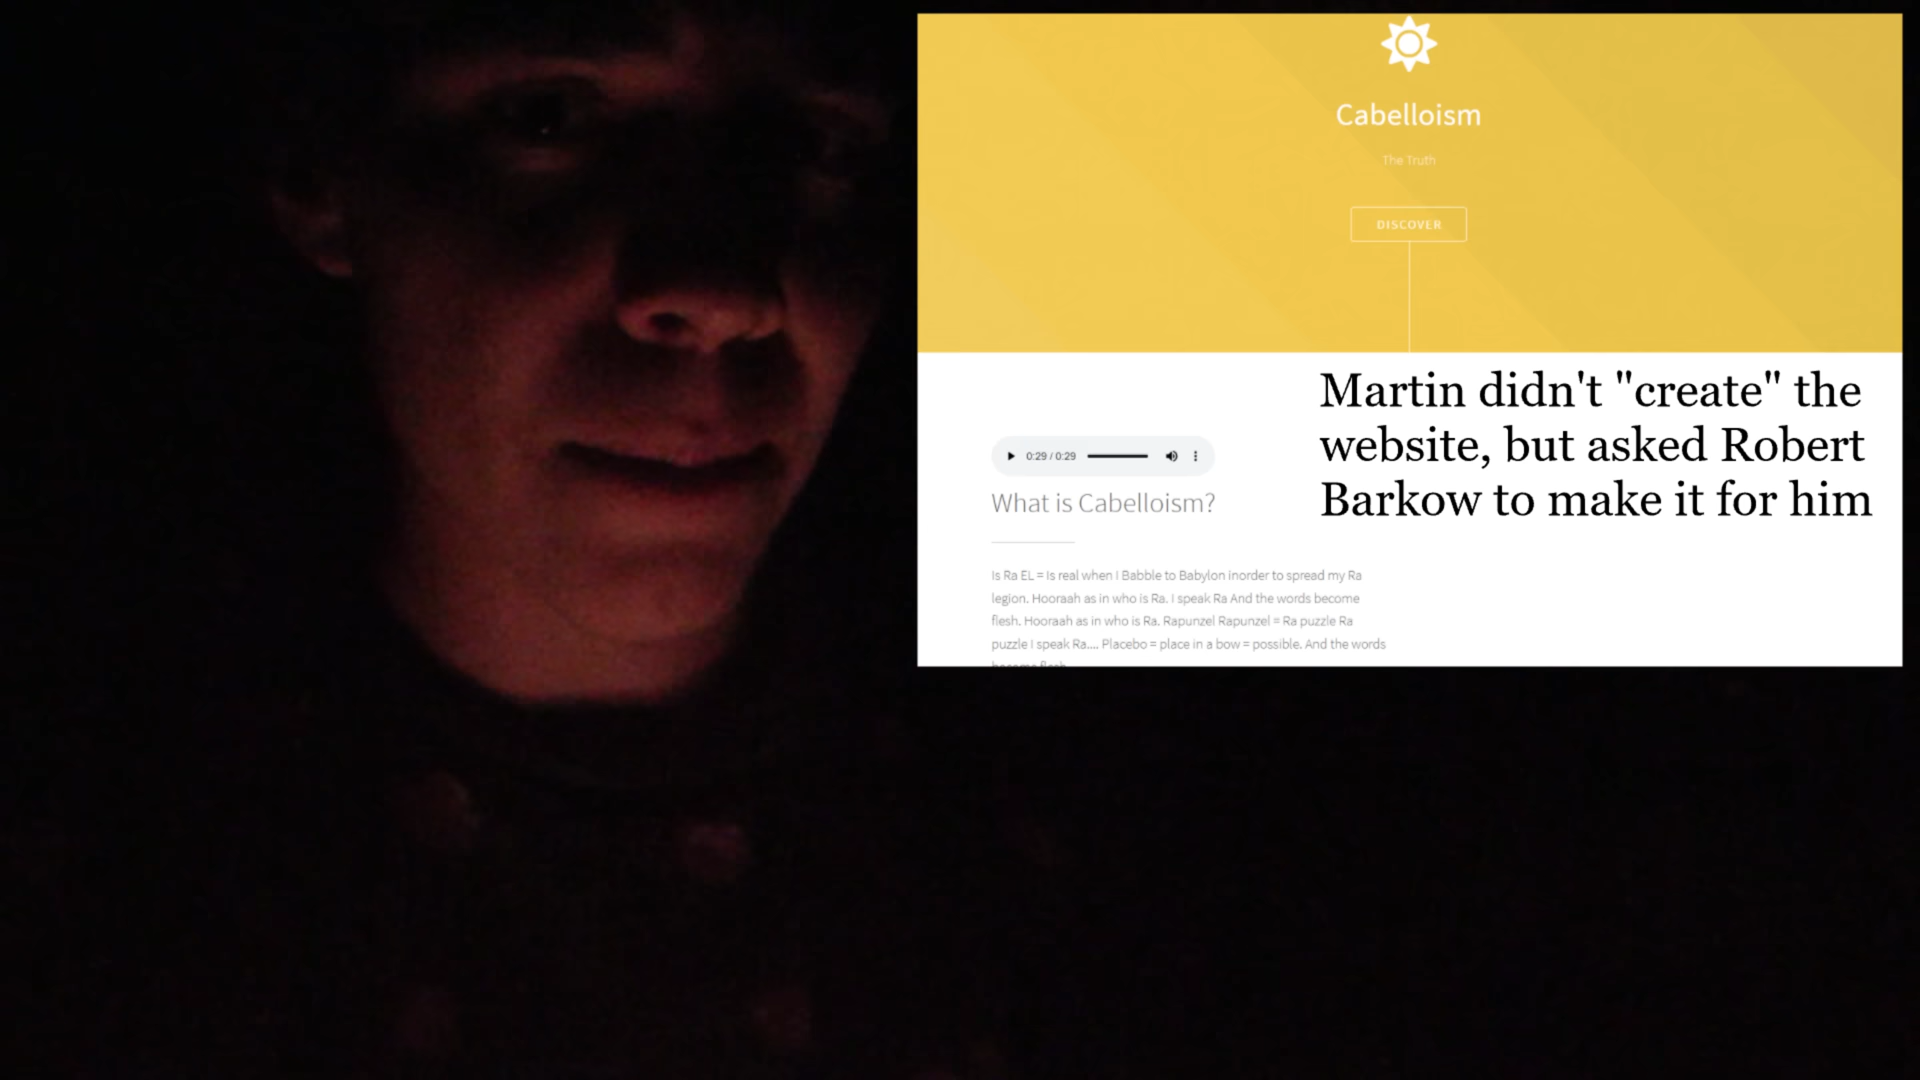 Cabelloism
The Truth
DISCOVER
Martin didn't "create" the
website, but asked Robert
Barkow to make it for him
0:29 / 0:29
What is Cabelloism?
Is Ra EL = Is real when I Babble to Babylon inorder to spread my Ra
legion. Hooraah as in who is Ra. I speak Ra And the words become
flesh. Hooraah as in who is Ra. Rapunzel Rapunzel = Ra puzzle Ra
puzzle I speak Ra.... Placebo = place in a bow = possible. And the words
become flesh